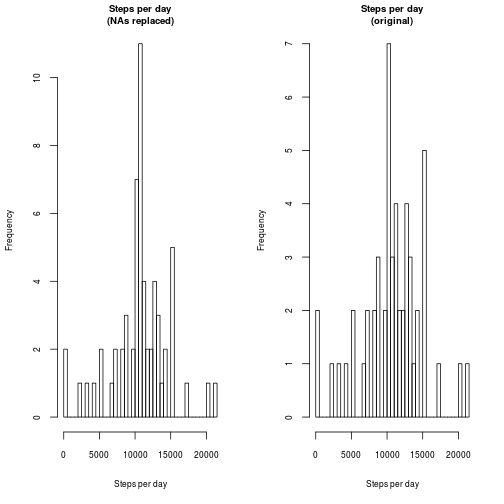 Steps per day
(NAs replaced)
Frequency
10
8
6
4
2
0
0 5000 10000 15000 20000
Steps per day
Steps per day
(original)
Frequency
7
6
5
4
3
2
1
0
0 5000 10000 15000 20000
Steps per day